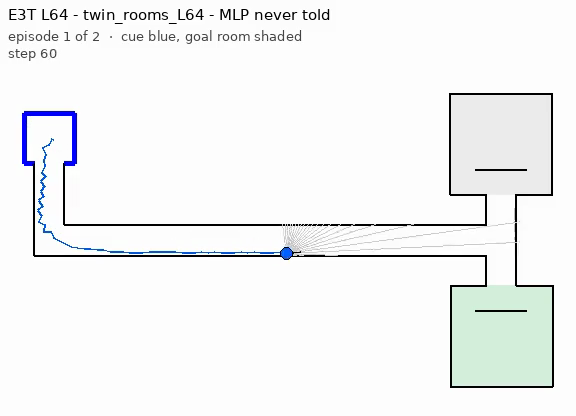 E3T L64 - twin_rooms_L64 - MLP never told
episode 1 of 2  ·  cue blue, goal room shaded
step 60